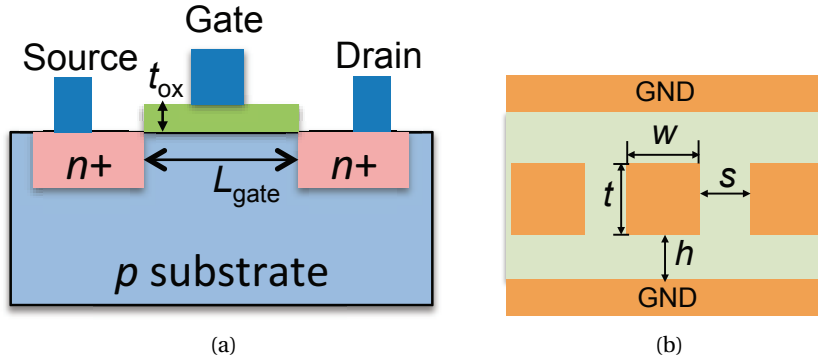 Gate
Source
Drain
tox
n+
n+
Lgate
p substrate
(a)
GND
w
t
s
h
GND
(b)